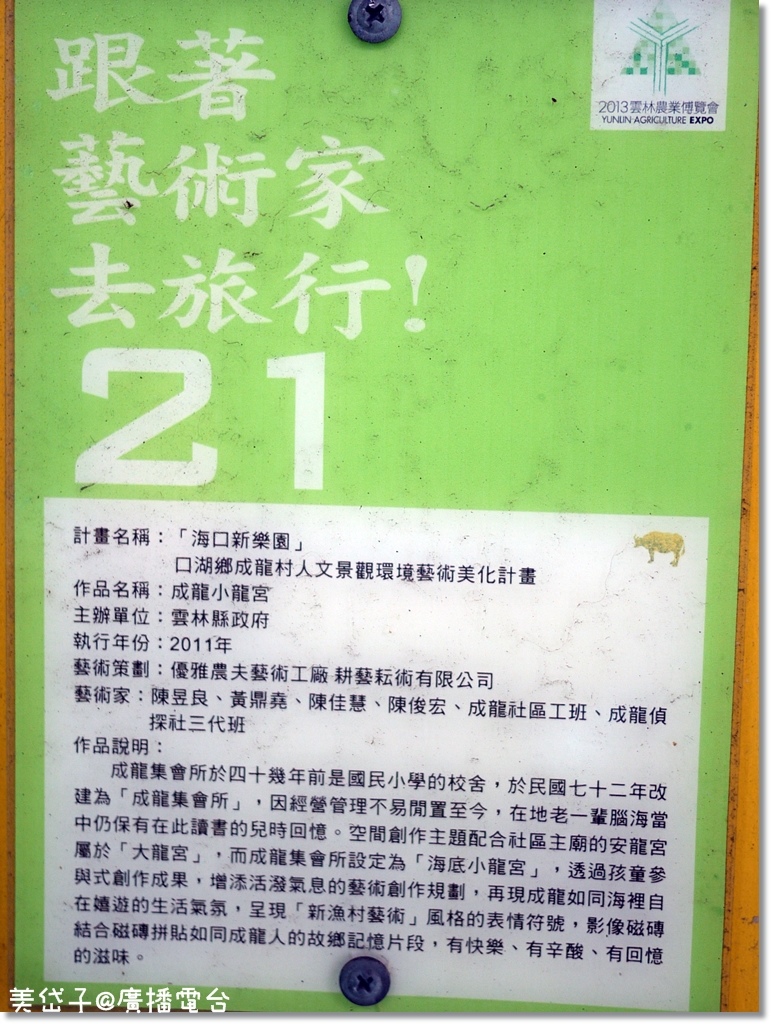 跟著
藝術家
去旅行!
21
2013雲林農業博覽會
YUNLIN AGRICULTURE EXPO
計畫名稱：「海口新樂園」
口湖鄉成龍村人文景觀環境藝術美化計畫
作品名稱：成龍小龍宮
主辦單位：雲林縣政府
執行年份：2011年
藝術策劃：優雅農夫藝術工廠 耕藝耘術有限公司
藝術家：陳昱良、黃鼎堯、陳佳慧、陳俊宏、成龍社區工班、成龍偵
探社三代班
作品說明：
成龍集會所於四十幾年前是國民小學的校舍，於民國七十二年改
建為「成龍集會所」，因經營管理不易閒置至今，在地老一輩腦海當
中仍保有在此讀書的兒時回憶。空間創作主題配合社區主廟的安龍宮
屬於「大龍宮」，而成龍集會所設定為「海底小龍宮」，透過孩童參
與式創作成果，增添活潑氣息的藝術創作規劃，再現成龍如同海裡自
在嬉遊的生活氣氛，呈現「新漁村藝術」風格的表情符號，影像磁磚
結合磁磚拼貼如同成龍人的故鄉記憶片段，有快樂、有辛酸、有回憶
的滋味。
美岱子@廣播電台